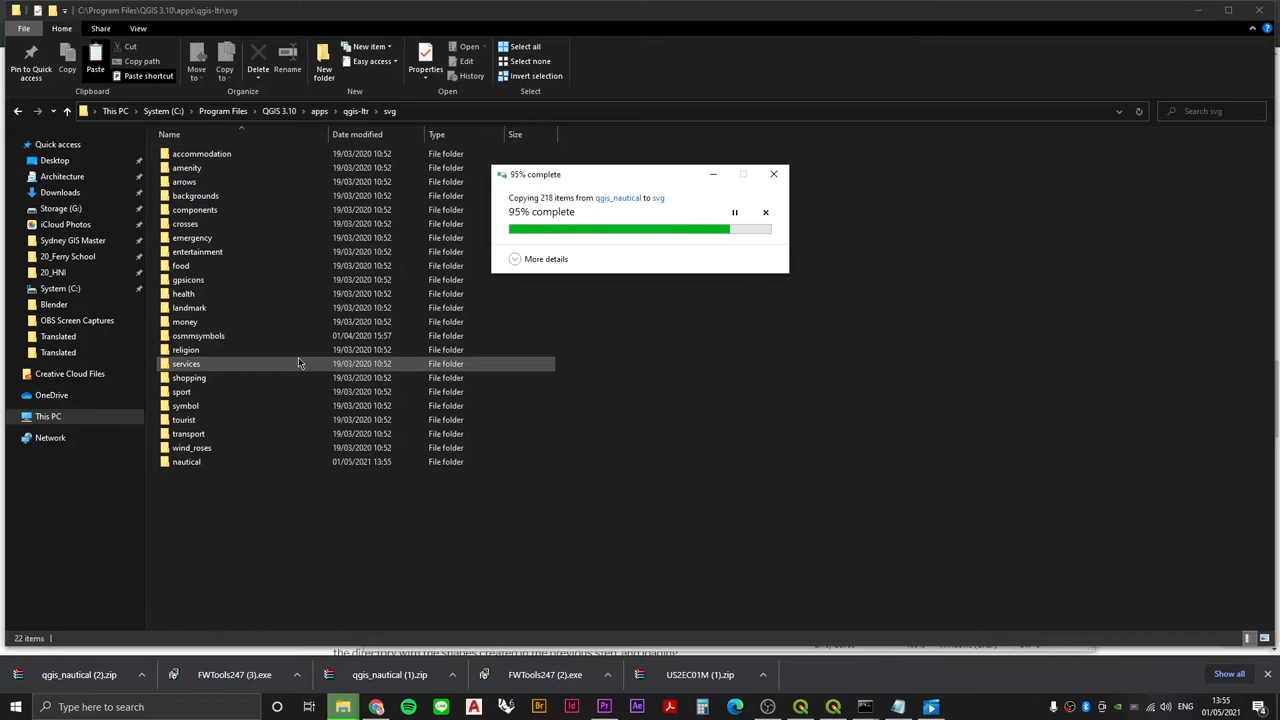 C:\Program Files\QGIS 3.10\apps\qgis-ltr\svg
File Home Share View
Pin to Quick access
Copy
Paste
Cut
Copy path
Paste shortcut
Clipboard
Move to
Copy to
Delete
Rename
Organize
New folder
New item
Easy access
New
Properties
Open
Edit
History
Open
Select all
Select none
Invert selection
Select
This PC › System (C:) › Program Files › QGIS 3.10 › apps › qgis-ltr › svg
Search svg
Name Date modified Type Size
Quick access
Desktop
Architecture
Downloads
Storage (G:)
iCloud Photos
Sydney GIS Master
20_Ferry School
20_HNI
System (C:)
Blender
OBS Screen Captures
Translated
Translated
Creative Cloud Files
OneDrive
This PC
Network
accommodation 19/03/2020 10:52 File folder
amenity 19/03/2020 10:52 File folder
arrows 19/03/2020 10:52 File folder
backgrounds 19/03/2020 10:52 File folder
components 19/03/2020 10:52 File folder
crosses 19/03/2020 10:52 File folder
emergency 19/03/2020 10:52 File folder
entertainment 19/03/2020 10:52 File folder
food 19/03/2020 10:52 File folder
gpsicons 19/03/2020 10:52 File folder
health 19/03/2020 10:52 File folder
landmark 19/03/2020 10:52 File folder
money 19/03/2020 10:52 File folder
osmmsymbols 01/04/2020 15:57 File folder
religion 19/03/2020 10:52 File folder
services 19/03/2020 10:52 File folder
shopping 19/03/2020 10:52 File folder
sport 19/03/2020 10:52 File folder
symbol 19/03/2020 10:52 File folder
tourist 19/03/2020 10:52 File folder
transport 19/03/2020 10:52 File folder
wind_roses 19/03/2020 10:52 File folder
nautical 01/05/2021 13:55 File folder
95% complete
Copying 218 items from qgis_nautical to svg
95% complete
More details
22 items
the directory with the shapes created in the previous step, and loading
qgis_nautical (2).zip
FWTools247 (3).exe
qgis_nautical (1).zip
FWTools247 (2).exe
US2EC01M (1).zip
Show all
Type here to search
ENG
13:55
01/05/2021